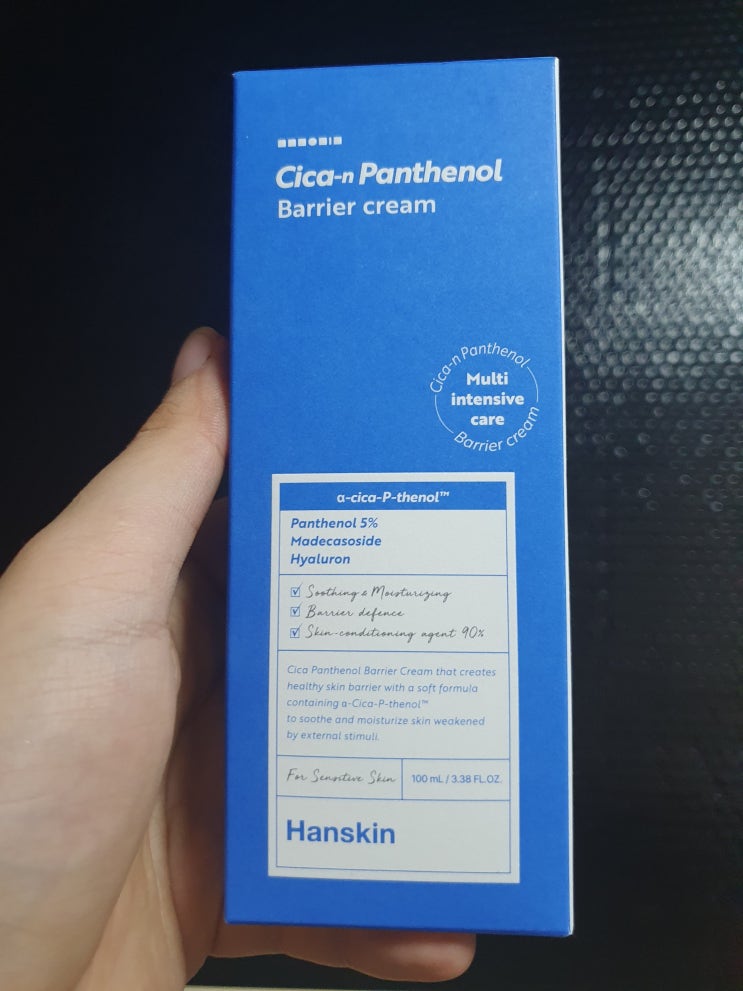 Cica-n Panthenol
Barrier cream
Cica-n Panthenol
Multi
intensive
care
Barrier cream
α-cica-P-thenol™
Panthenol 5%
Madecasoside
Hyaluron
Soothing & Moisturizing
Barrier defence
Skin-conditioning agent 90%
Cica Panthenol Barrier Cream that creates
healthy skin barrier with a soft formula
containing α-Cica-P-thenol™
to soothe and moisturize skin weakened
by external stimuli.
For Sensitive Skin
100 mL / 3.38 FL.OZ.
Hanskin